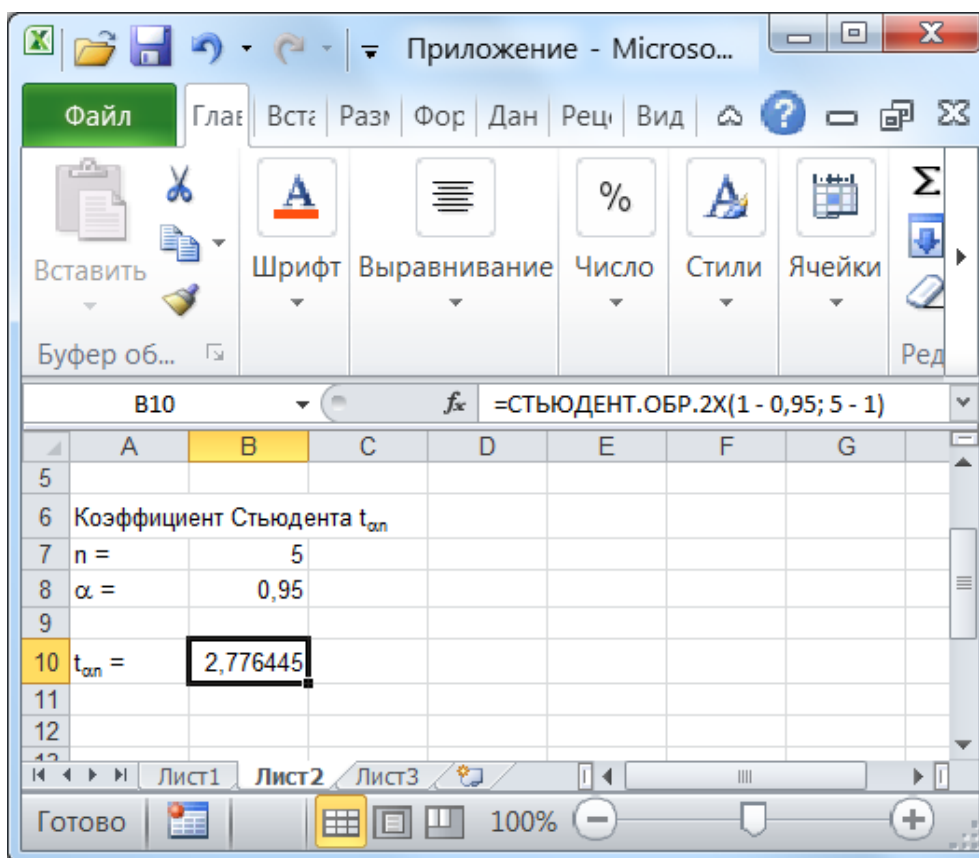 Приложение - Microso...
Файл Глав Вста Разм Фор Дан Реце Вид
Вставить Шрифт Выравнивание Число Стили Ячейки
Буфер об... Ред
B10 fx =СТЬЮДЕНТ.ОБР.2Х(1 - 0,95; 5 - 1)
A B C D E F G
5
6 Коэффициент Стьюдента tαn
7 n = 5
8 α = 0,95
9
10 tαn = 2,776445
11
12
Лист1 Лист2 Лист3
Готово 100%